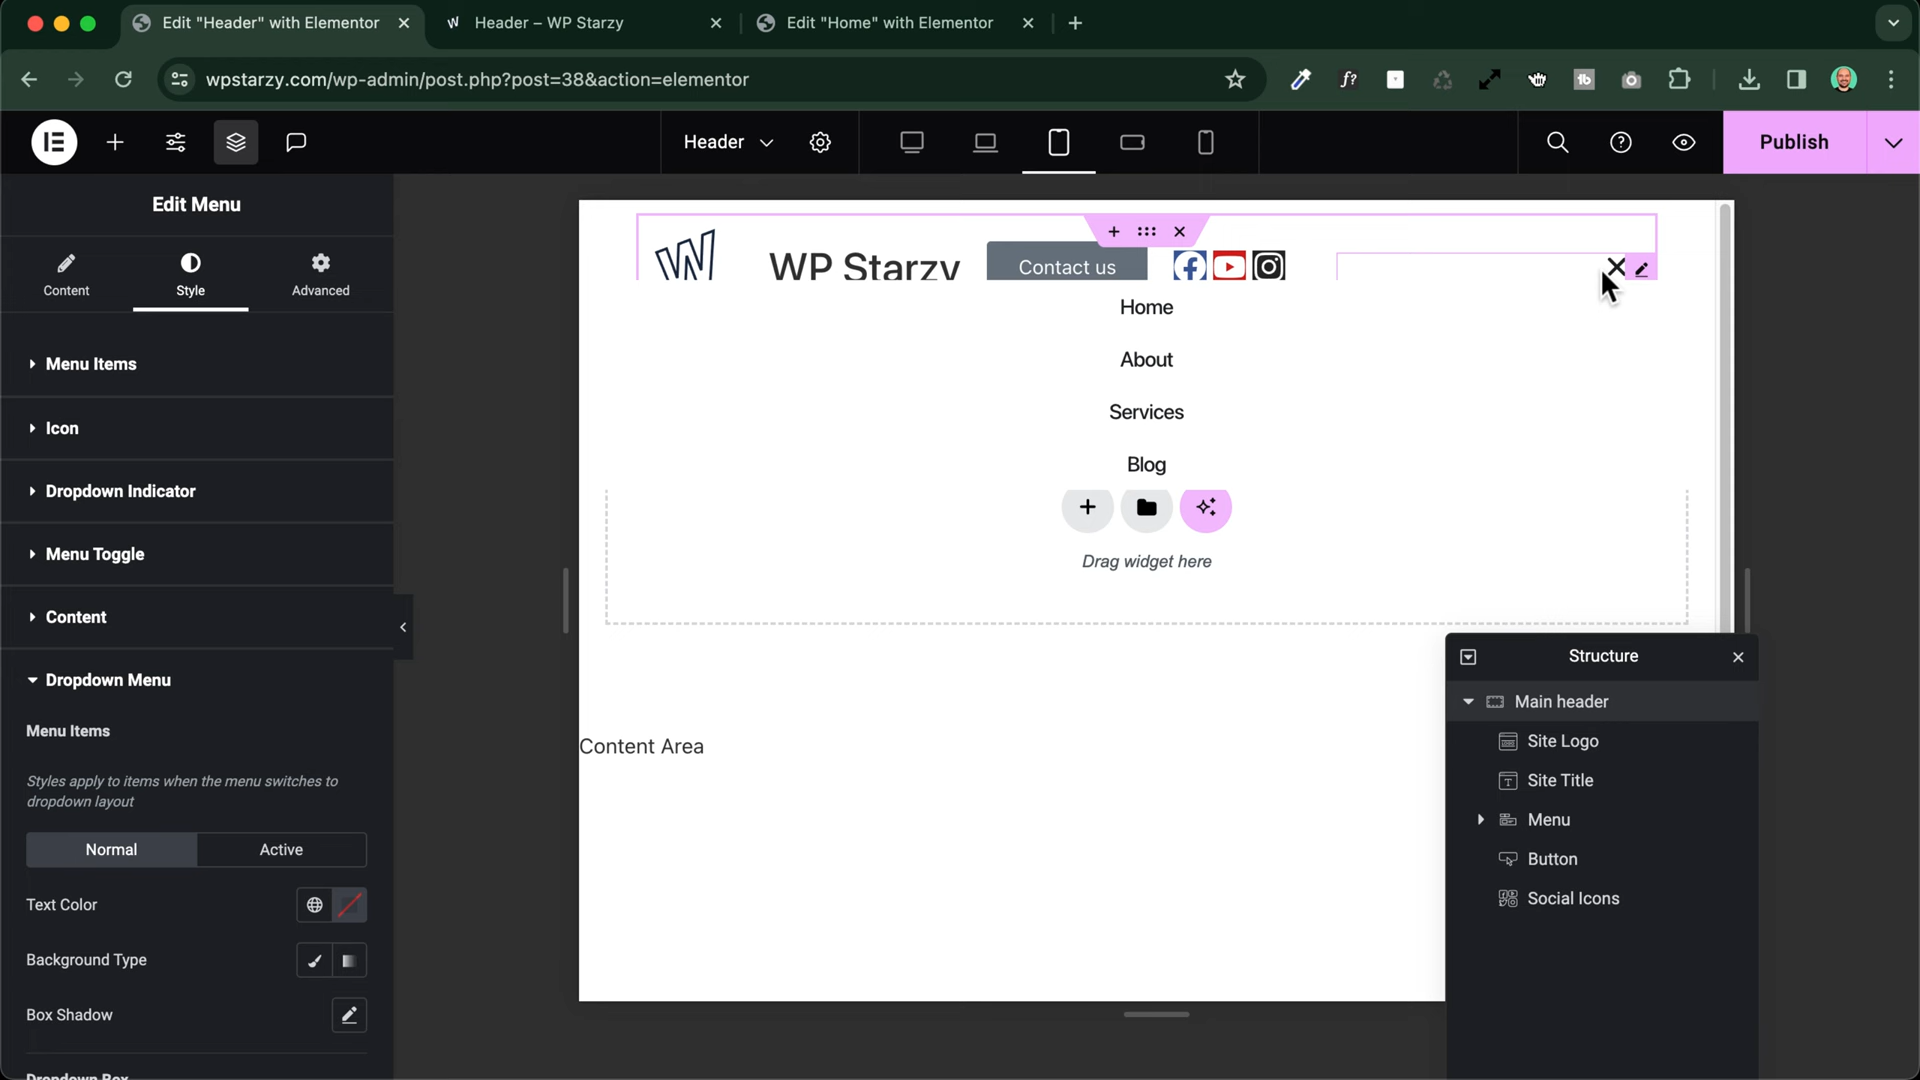 Edit "Header" with Elementor
Header – WP Starzy
Edit "Home" with Elementor
wpstarzy.com/wp-admin/post.php?post=38&action=elementor
Header
Publish
Edit Menu
Content
Style
Advanced
Menu Items
Icon
Dropdown Indicator
Menu Toggle
Content
Dropdown Menu
Menu Items
Styles apply to items when the menu switches to
dropdown layout
Normal
Active
Text Color
Background Type
Box Shadow
Dropdown Box
WP Starzy
Contact us
Home
About
Services
Blog
Drag widget here
Content Area
Structure
Main header
Site Logo
Site Title
Menu
Button
Social Icons